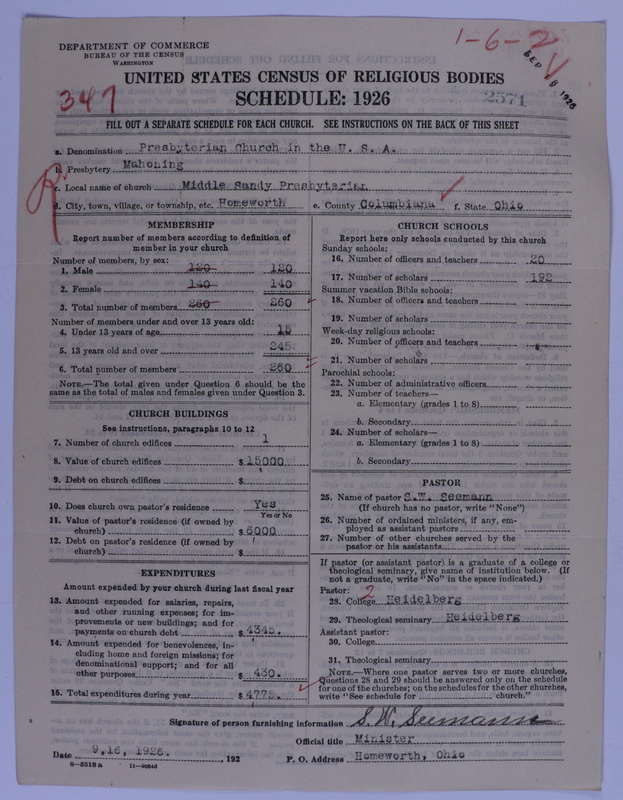 DEPARTMENT OF COMMERCE
BUREAU OF THE CENSUS
WASHINGTON
1-6-2
SEP 18 1926
UNITED STATES CENSUS OF RELIGIOUS BODIES
347
SCHEDULE: 1926
2571
FILL OUT A SEPARATE SCHEDULE FOR EACH CHURCH. SEE INSTRUCTIONS ON THE BACK OF THIS SHEET
a. Denomination Presbyterian Church in the U. S. A.
b. Presbytery Mahoning
c. Local name of church Middle Sandy Presbyterian
d. City, town, village, or township, etc. Homeworth e. County Columbiana f. State Ohio
MEMBERSHIP
Report number of members according to definition of
member in your church
Number of members, by sex:
1. Male 120 120
2. Female 140 140
3. Total number of members 260 260
Number of members under and over 13 years old:
4. Under 13 years of age 15
5. 13 years old and over 245
6. Total number of members 260
NOTE.—The total given under Question 6 should be the
same as the total of males and females given under Question 3.
CHURCH BUILDINGS
See instructions, paragraphs 10 to 12
7. Number of church edifices 1
8. Value of church edifices $15000
9. Debt on church edifices $
10. Does church own pastor's residence Yes
Yes or No
11. Value of pastor's residence (if owned by
church) $6000
12. Debt on pastor's residence (if owned by
church) $
EXPENDITURES
Amount expended by your church during last fiscal year
13. Amount expended for salaries, repairs,
and other running expenses; for im-
provements or new buildings; and for
payments on church debt $4345.
14. Amount expended for benevolences, in-
cluding home and foreign missions; for
denominational support; and for all
other purposes $430.
15. Total expenditures during year $4775.
CHURCH SCHOOLS
Report here only schools conducted by this church
Sunday schools:
16. Number of officers and teachers 20
17. Number of scholars 192
Summer vacation Bible schools:
18. Number of officers and teachers
19. Number of scholars
Week-day religious schools:
20. Number of officers and teachers
21. Number of scholars
Parochial schools:
22. Number of administrative officers
23. Number of teachers—
a. Elementary (grades 1 to 8)
b. Secondary
24. Number of scholars—
a. Elementary (grades 1 to 8)
b. Secondary
PASTOR
25. Name of pastor S.W. Seemann
(If church has no pastor, write "None")
26. Number of ordained ministers, if any, em-
ployed as assistant pastors
27. Number of other churches served by the
pastor or his assistants
If pastor (or assistant pastor) is a graduate of a college or
theological seminary, give name of institution below. (If
not a graduate, write "No" in the space indicated.)
Pastor:
28. College 2 Heidelberg
29. Theological seminary Heidelberg
Assistant pastor:
30. College
31. Theological seminary
NOTE.—Where one pastor serves two or more churches,
Questions 28 and 29 should be answered only on the schedule
for one of the churches; on the schedules for the other churches,
write "See schedule for church."
Signature of person furnishing information S. W. Seemann
Official title Minister
Date 9,16, 1926. , 192 P. O. Address Homeworth, Ohio
8-5518a 11-9084d